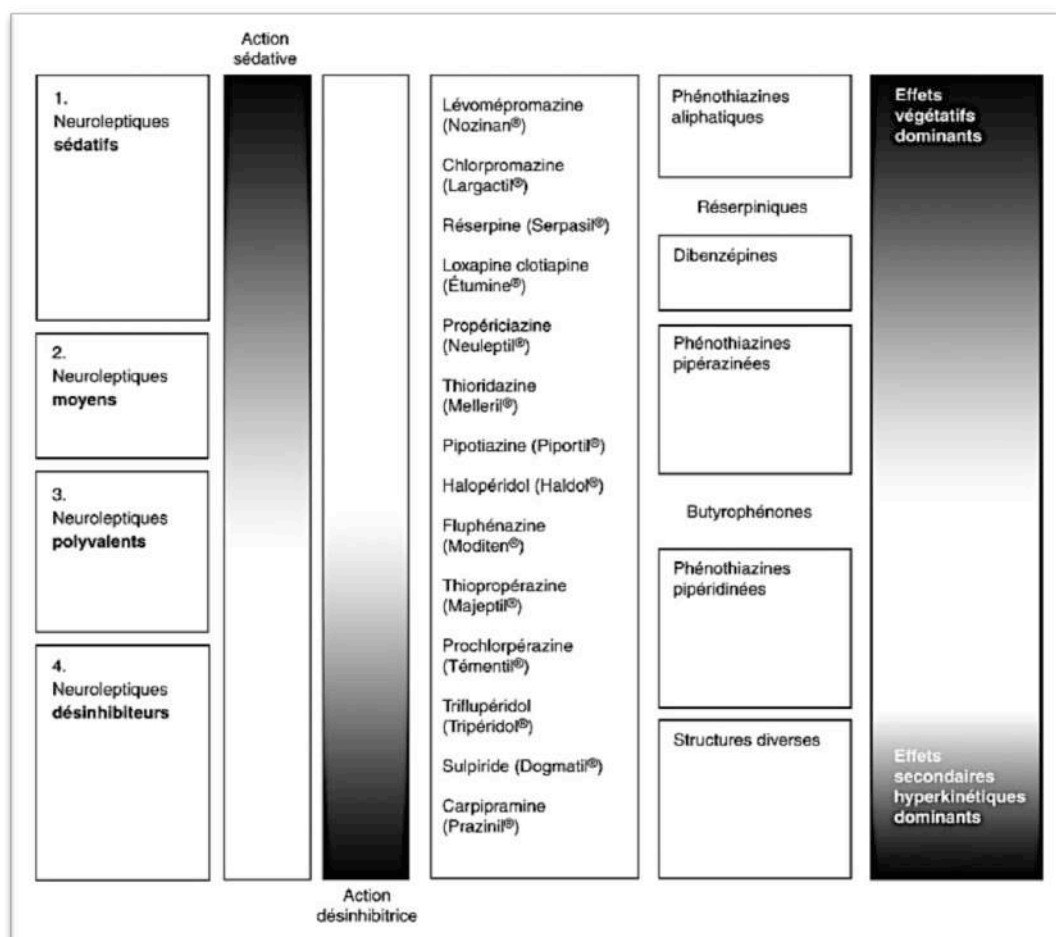 Action
sédative
1.
Neuroleptiques
sédatifs
2.
Neuroleptiques
moyens
3.
Neuroleptiques
polyvalents
4.
Neuroleptiques
désinhibiteurs
Action
désinhibitrice
Lévomépromazine
(Nozinan®)
Chlorpromazine
(Largactil®)
Réserpine (Serpasil®)
Loxapine clotiapine
(Étumine®)
Propériciazine
(Neuleptil®)
Thioridazine
(Melleril®)
Pipotiazine (Piportil®)
Halopéridol (Haldol®)
Fluphénazine
(Moditen®)
Thiopropérazine
(Majeptil®)
Prochlorpérazine
(Témentil®)
Triflupéridol
(Tripéridol®)
Sulpiride (Dogmatil®)
Carpipramine
(Prazinil®)
Phénothiazines
aliphatiques
Réserpiniques
Dibenzépines
Phénothiazines
pipérazinées
Butyrophénones
Phénothiazines
pipéridinées
Structures diverses
Effets
végétatifs
dominants
Effets
secondaires
hyperkinétiques
dominants